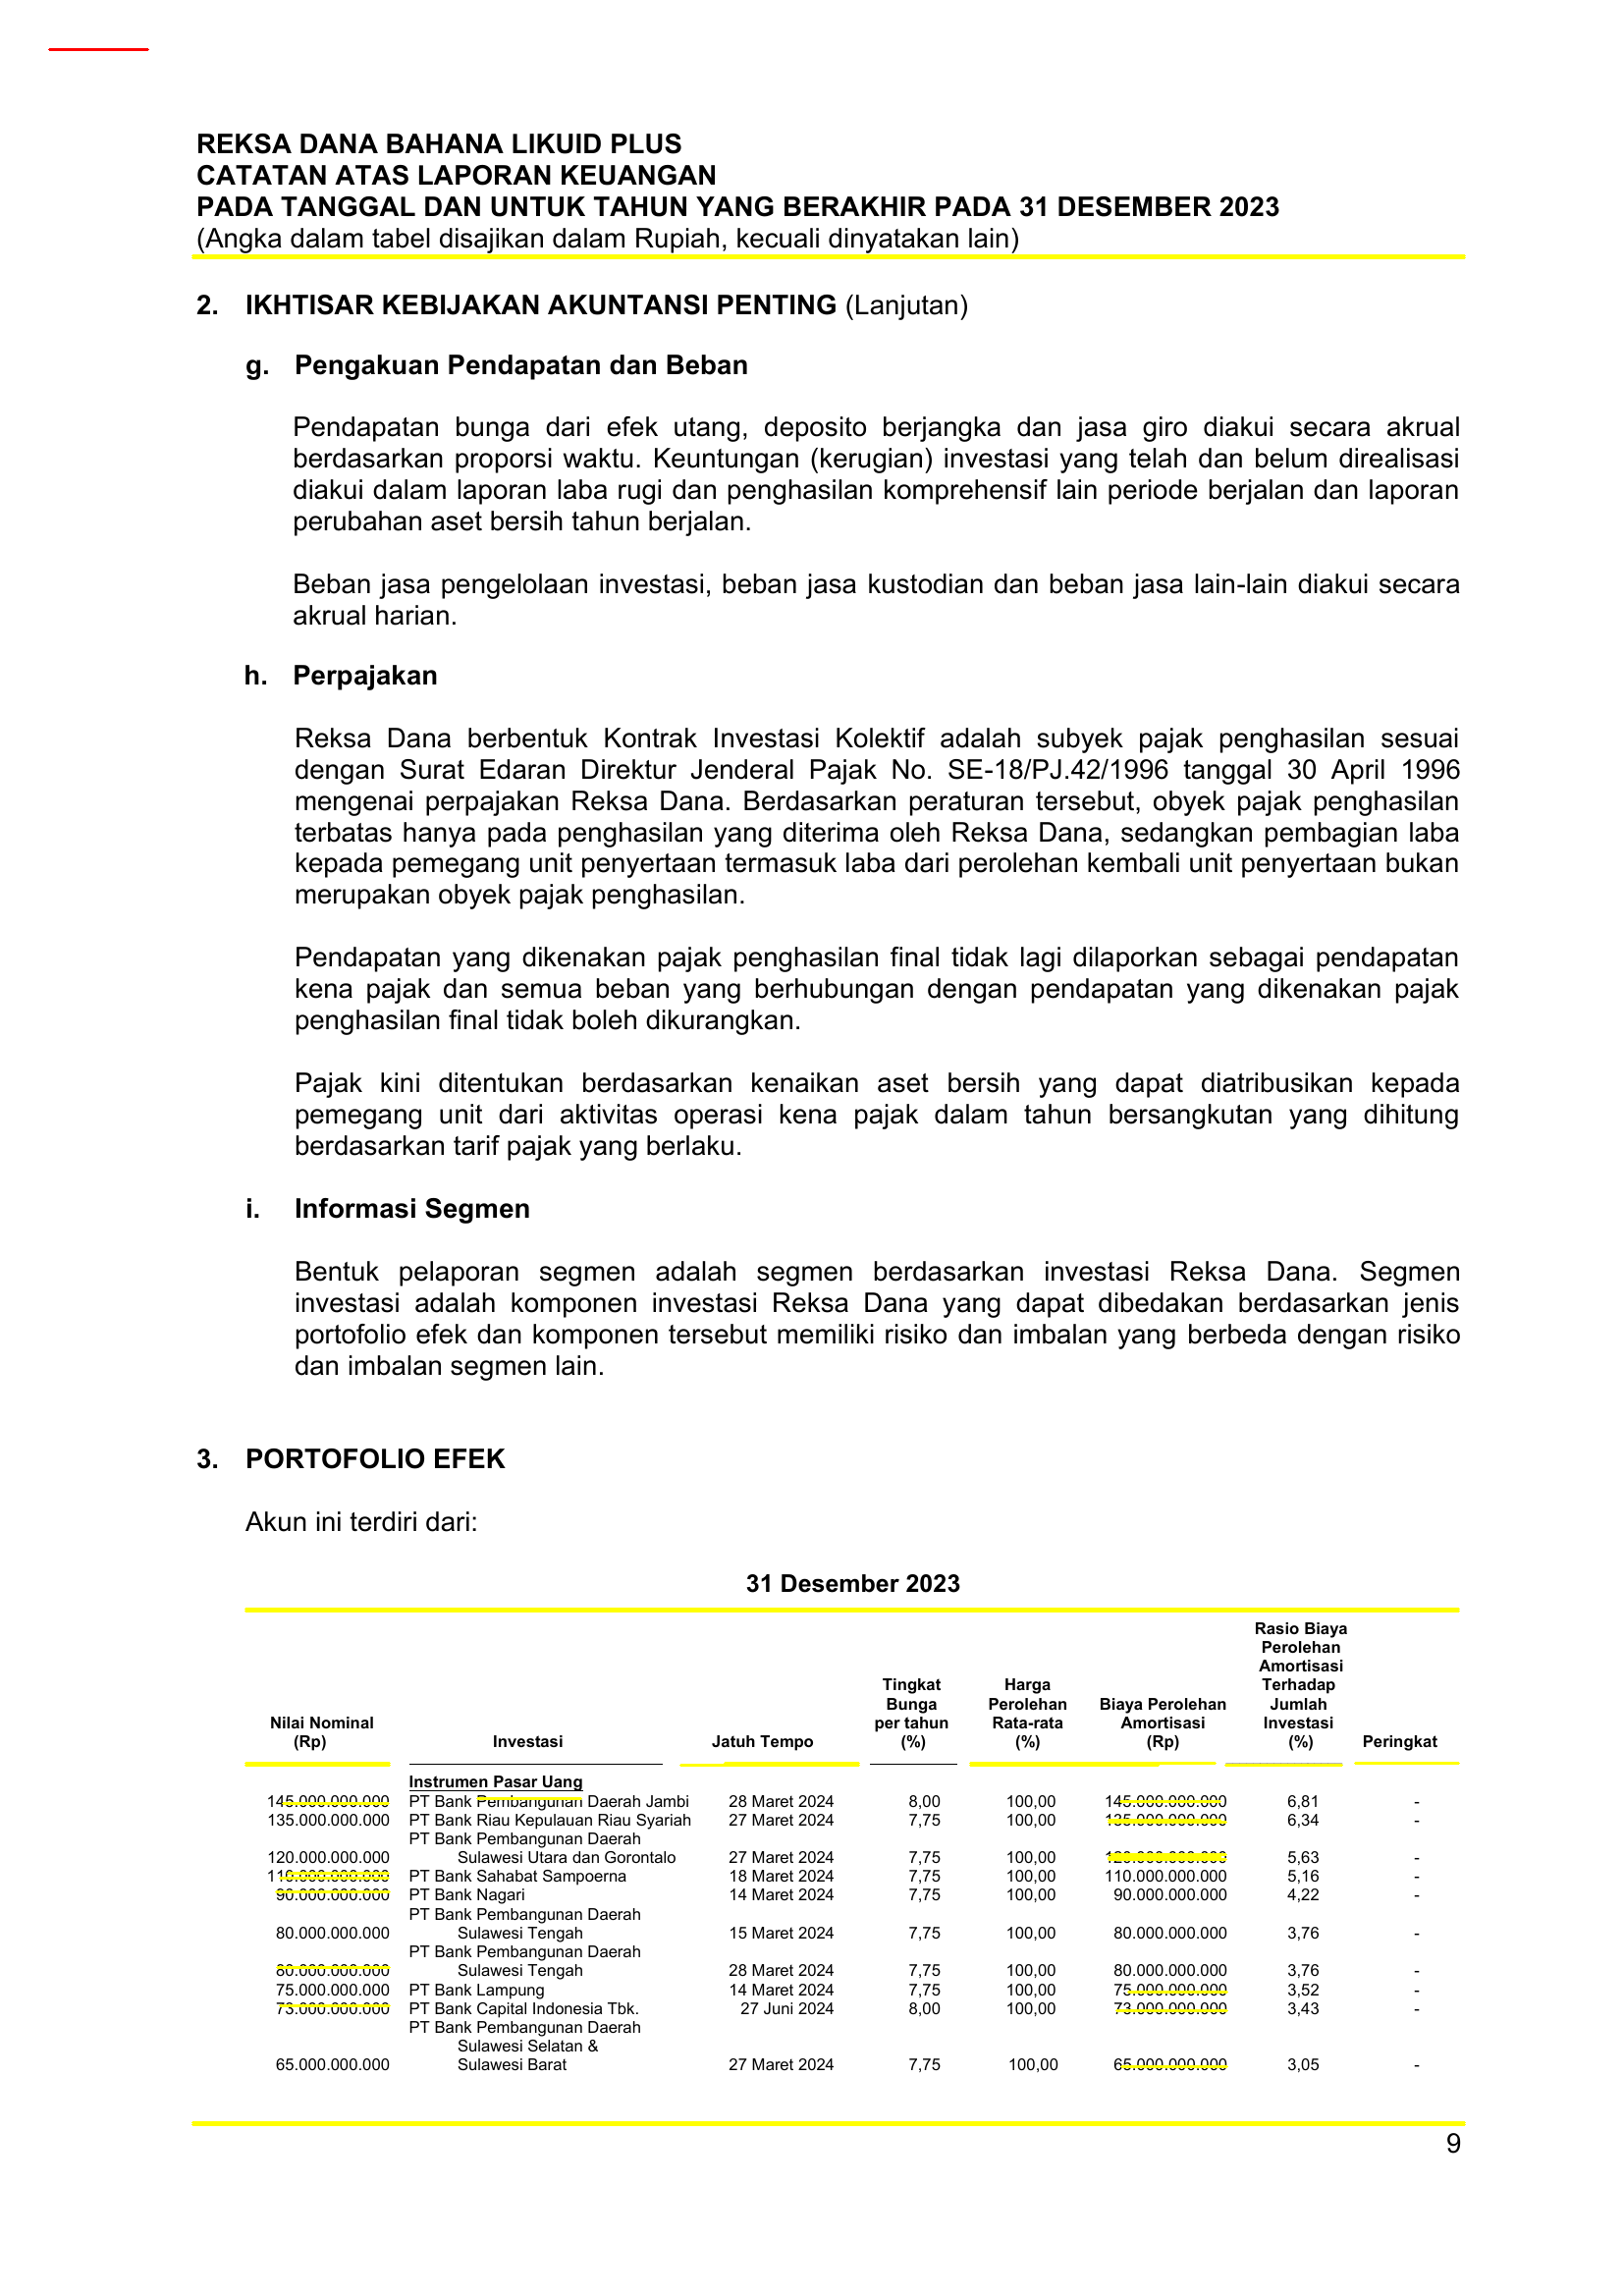 REKSA DANA BAHANA LIKUID PLUS
CATATAN ATAS LAPORAN KEUANGAN
PADA TANGGAL DAN UNTUK TAHUN YANG BERAKHIR PADA 31 DESEMBER 2023
(Angka dalam tabel disajikan dalam Rupiah, kecuali dinyatakan lain)
2. IKHTISAR KEBIJAKAN AKUNTANSI PENTING (Lanjutan)
g. Pengakuan Pendapatan dan Beban
Pendapatan bunga dari efek utang, deposito berjangka dan jasa giro diakui secara akrual
berdasarkan proporsi waktu. Keuntungan (kerugian) investasi yang telah dan belum direalisasi
diakui dalam laporan laba rugi dan penghasilan komprehensif lain periode berjalan dan laporan
perubahan aset bersih tahun berjalan.
Beban jasa pengelolaan investasi, beban jasa kustodian dan beban jasa lain-lain diakui secara
akrual harian.
h. Perpajakan
Reksa Dana berbentuk Kontrak Investasi Kolektif adalah subyek pajak penghasilan sesuai
dengan Surat Edaran Direktur Jenderal Pajak No. SE-18/PJ.42/1996 tanggal 30 April 1996
mengenai perpajakan Reksa Dana. Berdasarkan peraturan tersebut, obyek pajak penghasilan
terbatas hanya pada penghasilan yang diterima oleh Reksa Dana, sedangkan pembagian laba
kepada pemegang unit penyertaan termasuk laba dari perolehan kembali unit penyertaan bukan
merupakan obyek pajak penghasilan.
Pendapatan yang dikenakan pajak penghasilan final tidak lagi dilaporkan sebagai pendapatan
kena pajak dan semua beban yang berhubungan dengan pendapatan yang dikenakan pajak
penghasilan final tidak boleh dikurangkan.
Pajak kini ditentukan berdasarkan kenaikan aset bersih yang dapat diatribusikan kepada
pemegang unit dari aktivitas operasi kena pajak dalam tahun bersangkutan yang dihitung
berdasarkan tarif pajak yang berlaku.
i. Informasi Segmen
Bentuk pelaporan segmen adalah segmen berdasarkan investasi Reksa Dana. Segmen
investasi adalah komponen investasi Reksa Dana yang dapat dibedakan berdasarkan jenis
portofolio efek dan komponen tersebut memiliki risiko dan imbalan yang berbeda dengan risiko
dan imbalan segmen lain.
3. PORTOFOLIO EFEK
Akun ini terdiri dari:
31 Desember 2023
Rasio Biaya
Perolehan
Amortisasi
Tingkat Harga Terhadap
Bunga Perolehan Biaya Perolehan Jumlah
Nilai Nominal per tahun Rata-rata Amortisasi Investasi
(Rp) Investasi Jatuh Tempo (%) (%) (Rp) (%) Peringkat
Instrumen Pasar Uang
145.000.000.000 PT Bank Pembangunan Daerah Jambi 28 Maret 2024 8,00 100,00 145.000.000.000 6,81 -
135.000.000.000 PT Bank Riau Kepulauan Riau Syariah 27 Maret 2024 7,75 100,00 135.000.000.000 6,34 -
PT Bank Pembangunan Daerah
120.000.000.000 Sulawesi Utara dan Gorontalo 27 Maret 2024 7,75 100,00 120.000.000.000 5,63 -
110.000.000.000 PT Bank Sahabat Sampoerna 18 Maret 2024 7,75 100,00 110.000.000.000 5,16 -
90.000.000.000 PT Bank Nagari 14 Maret 2024 7,75 100,00 90.000.000.000 4,22 -
PT Bank Pembangunan Daerah
80.000.000.000 Sulawesi Tengah 15 Maret 2024 7,75 100,00 80.000.000.000 3,76 -
PT Bank Pembangunan Daerah
80.000.000.000 Sulawesi Tengah 28 Maret 2024 7,75 100,00 80.000.000.000 3,76 -
75.000.000.000 PT Bank Lampung 14 Maret 2024 7,75 100,00 75.000.000.000 3,52 -
73.000.000.000 PT Bank Capital Indonesia Tbk. 27 Juni 2024 8,00 100,00 73.000.000.000 3,43 -
PT Bank Pembangunan Daerah
Sulawesi Selatan &
65.000.000.000 Sulawesi Barat 27 Maret 2024 7,75 100,00 65.000.000.000 3,05 -
9